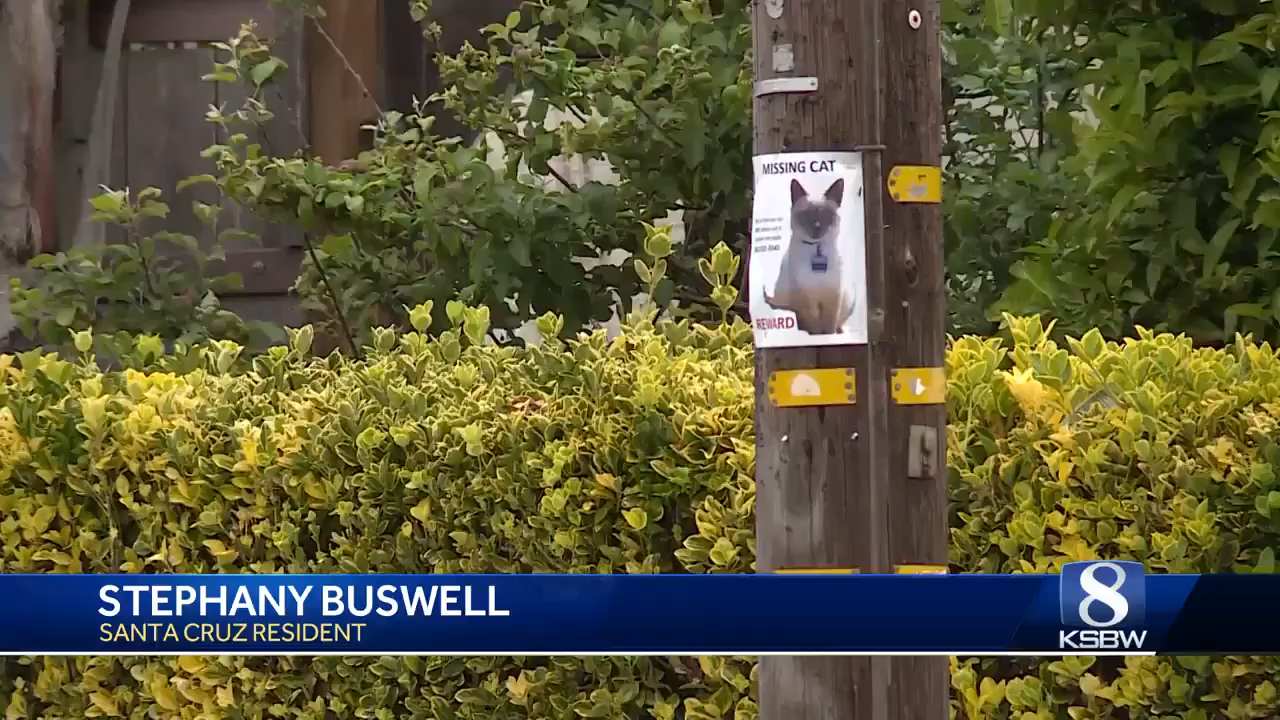 MISSING CAT
REWARD
STEPHANY BUSWELL
SANTA CRUZ RESIDENT
8
KSBW